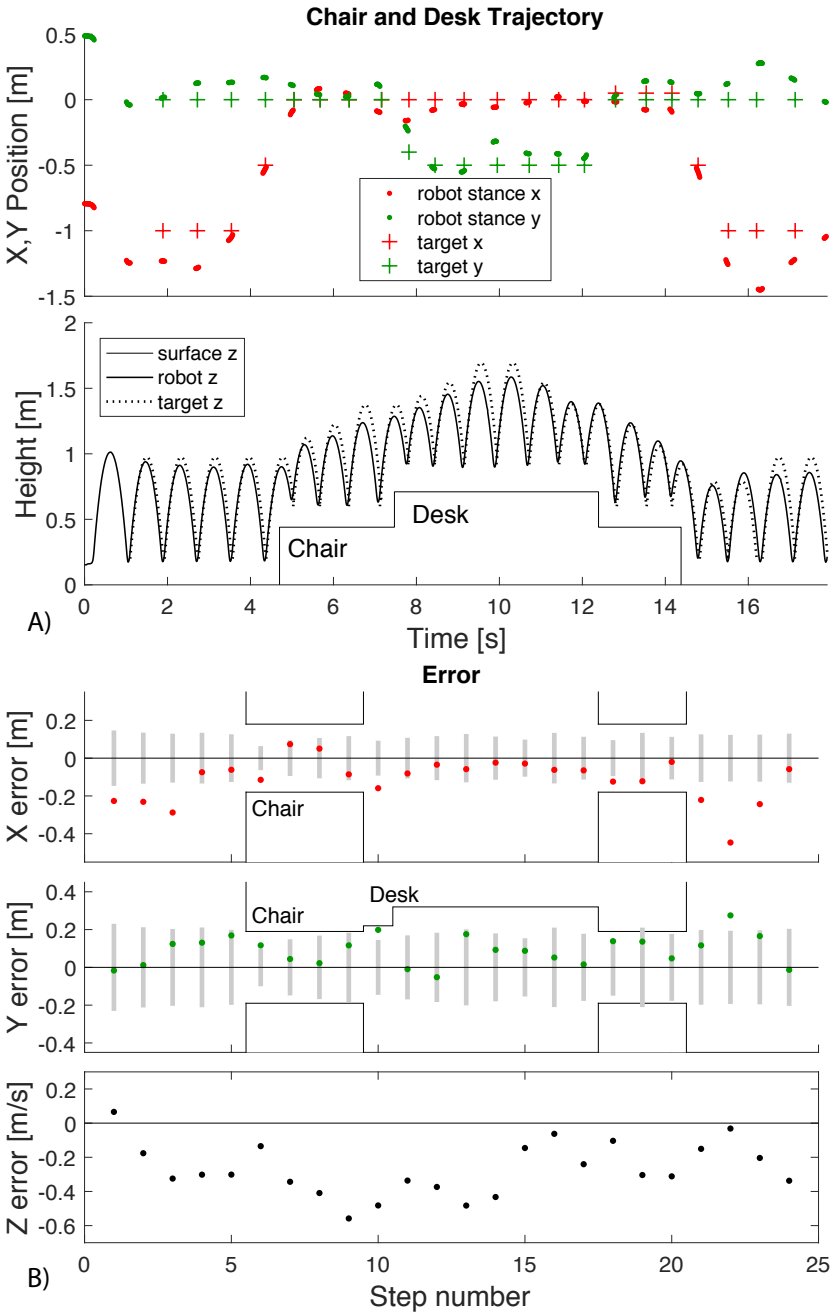 Chair and Desk Trajectory
X,Y Position [m]
0.5
0
-0.5
-1
-1.5
robot stance x
robot stance y
target x
target y
Height [m]
2
1.5
1
0.5
0
surface z
robot z
target z
Chair
Desk
0 2 4 6 8 10 12 14 16
Time [s]
A)
Error
X error [m]
0.2
0
-0.2
-0.4
Chair
Y error [m]
0.4
0.2
0
-0.2
-0.4
Chair
Desk
Z error [m/s]
0
-0.2
-0.4
-0.6
0 5 10 15 20 25
Step number
B)